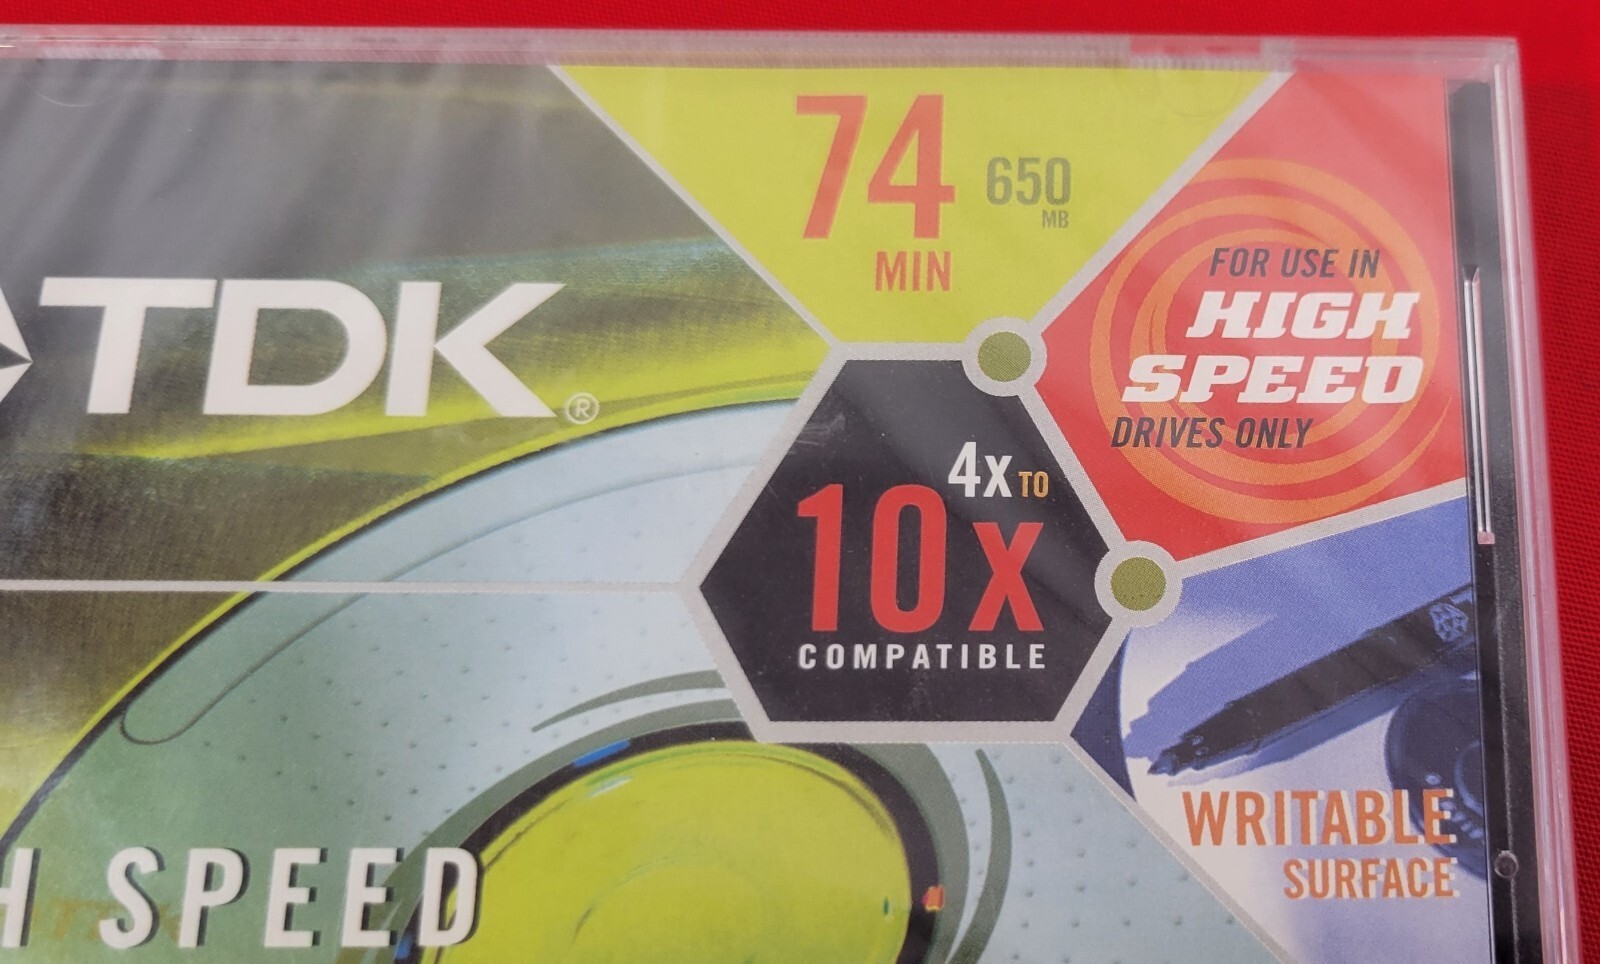 74
650
MB
MIN
TDK®
FOR USE IN
HIGH
SPEED
DRIVES ONLY
4X TO
10X
COMPATIBLE
WRITABLE
SURFACE
H SPEED